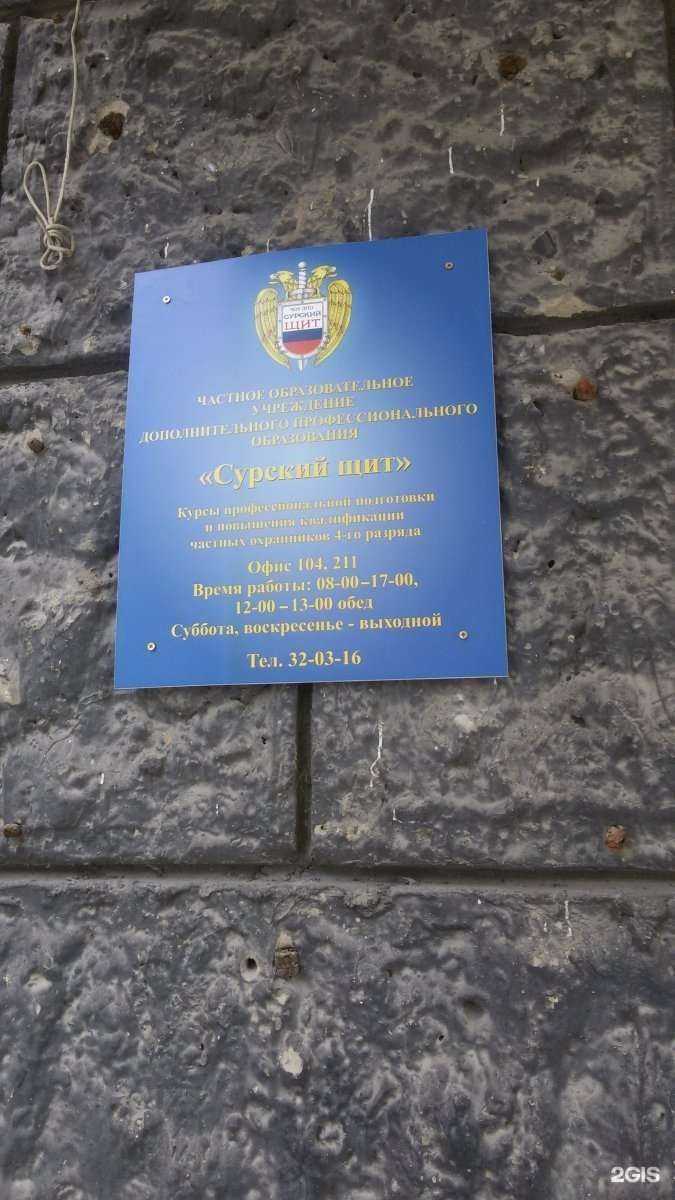 ЧОУ ДПО
СУРСКИЙ
ЩИТ
ЧАСТНОЕ ОБРАЗОВАТЕЛЬНОЕ
УЧРЕЖДЕНИЕ
ДОПОЛНИТЕЛЬНОГО ПРОФЕССИОНАЛЬНОГО
ОБРАЗОВАНИЯ
«Сурский щит»
Курсы профессиональной подготовки
и повышения квалификации
частных охранников 4-го разряда
Офис 104, 211
Время работы: 08-00–17-00,
12-00–13-00 обед
Суббота, воскресенье - выходной
Тел. 32-03-16
2GIS